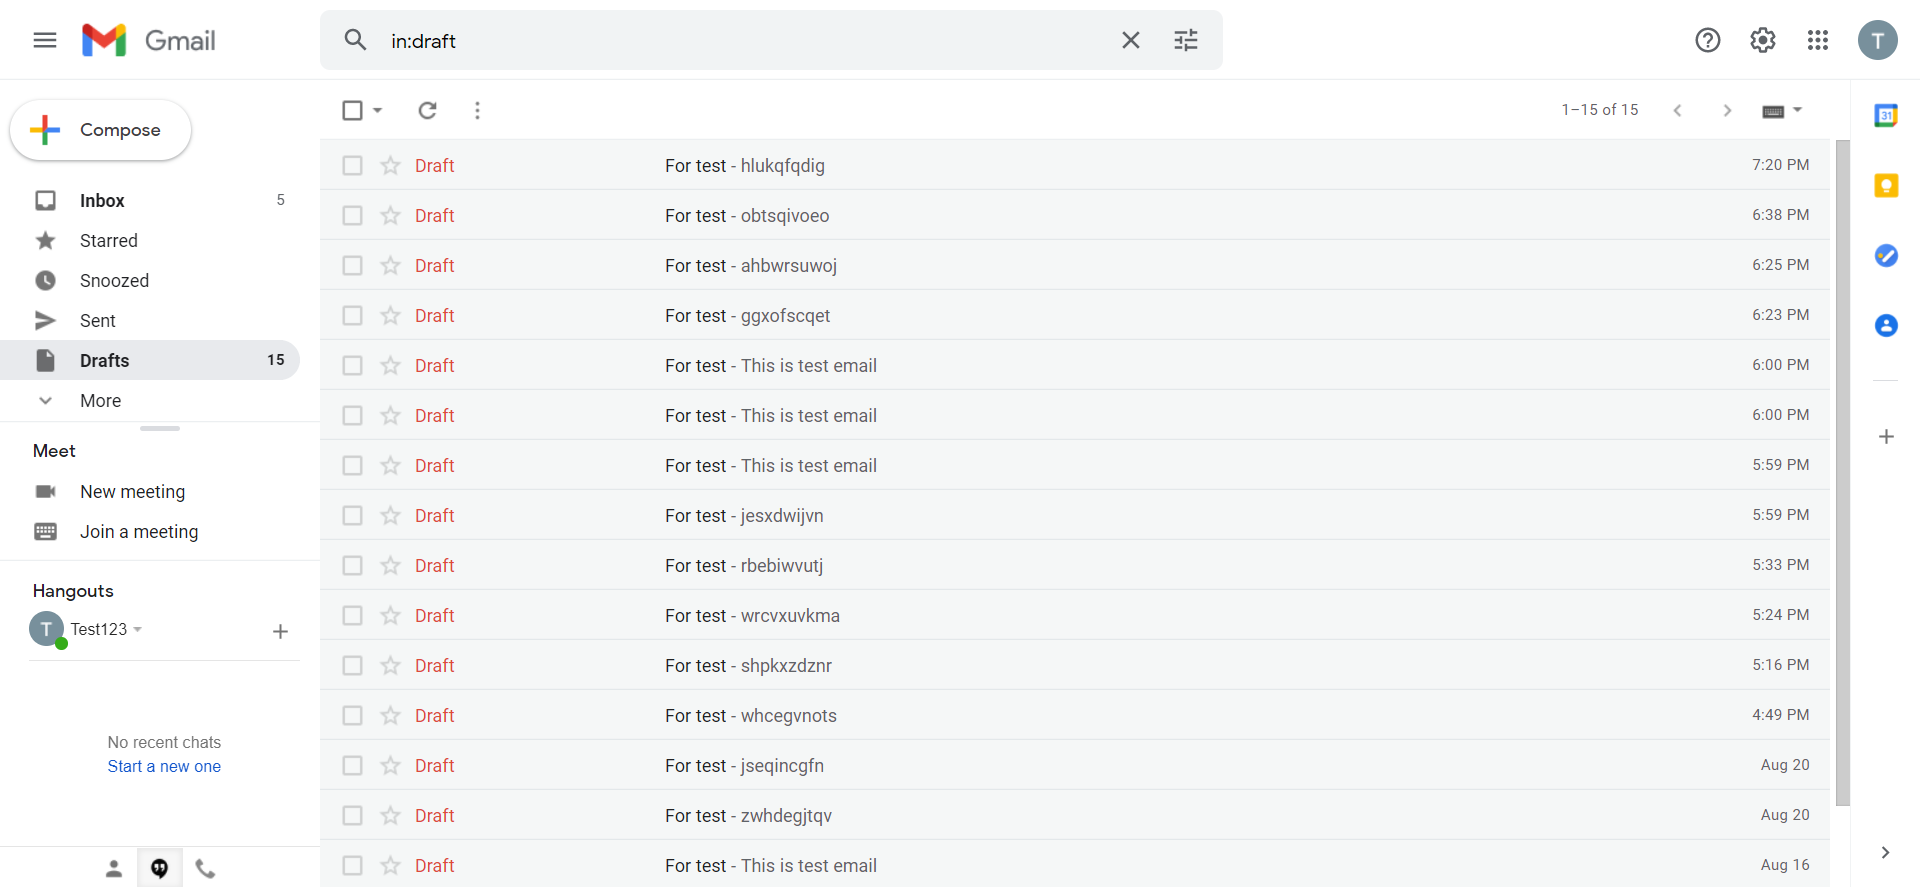 Gmail
in:draft
T
Compose
1–15 of 15
31
Inbox 5
Starred
Snoozed
Sent
Drafts 15
More
Meet
New meeting
Join a meeting
Hangouts
T Test123
No recent chats
Start a new one
Draft For test - hlukqfqdig 7:20 PM
Draft For test - obtsqivoeo 6:38 PM
Draft For test - ahbwrsuwoj 6:25 PM
Draft For test - ggxofscqet 6:23 PM
Draft For test - This is test email 6:00 PM
Draft For test - This is test email 6:00 PM
Draft For test - This is test email 5:59 PM
Draft For test - jesxdwijvn 5:59 PM
Draft For test - rbebiwvutj 5:33 PM
Draft For test - wrcvxuvkma 5:24 PM
Draft For test - shpkxzdznr 5:16 PM
Draft For test - whcegvnots 4:49 PM
Draft For test - jseqincgfn Aug 20
Draft For test - zwhdegjtqv Aug 20
Draft For test - This is test email Aug 16